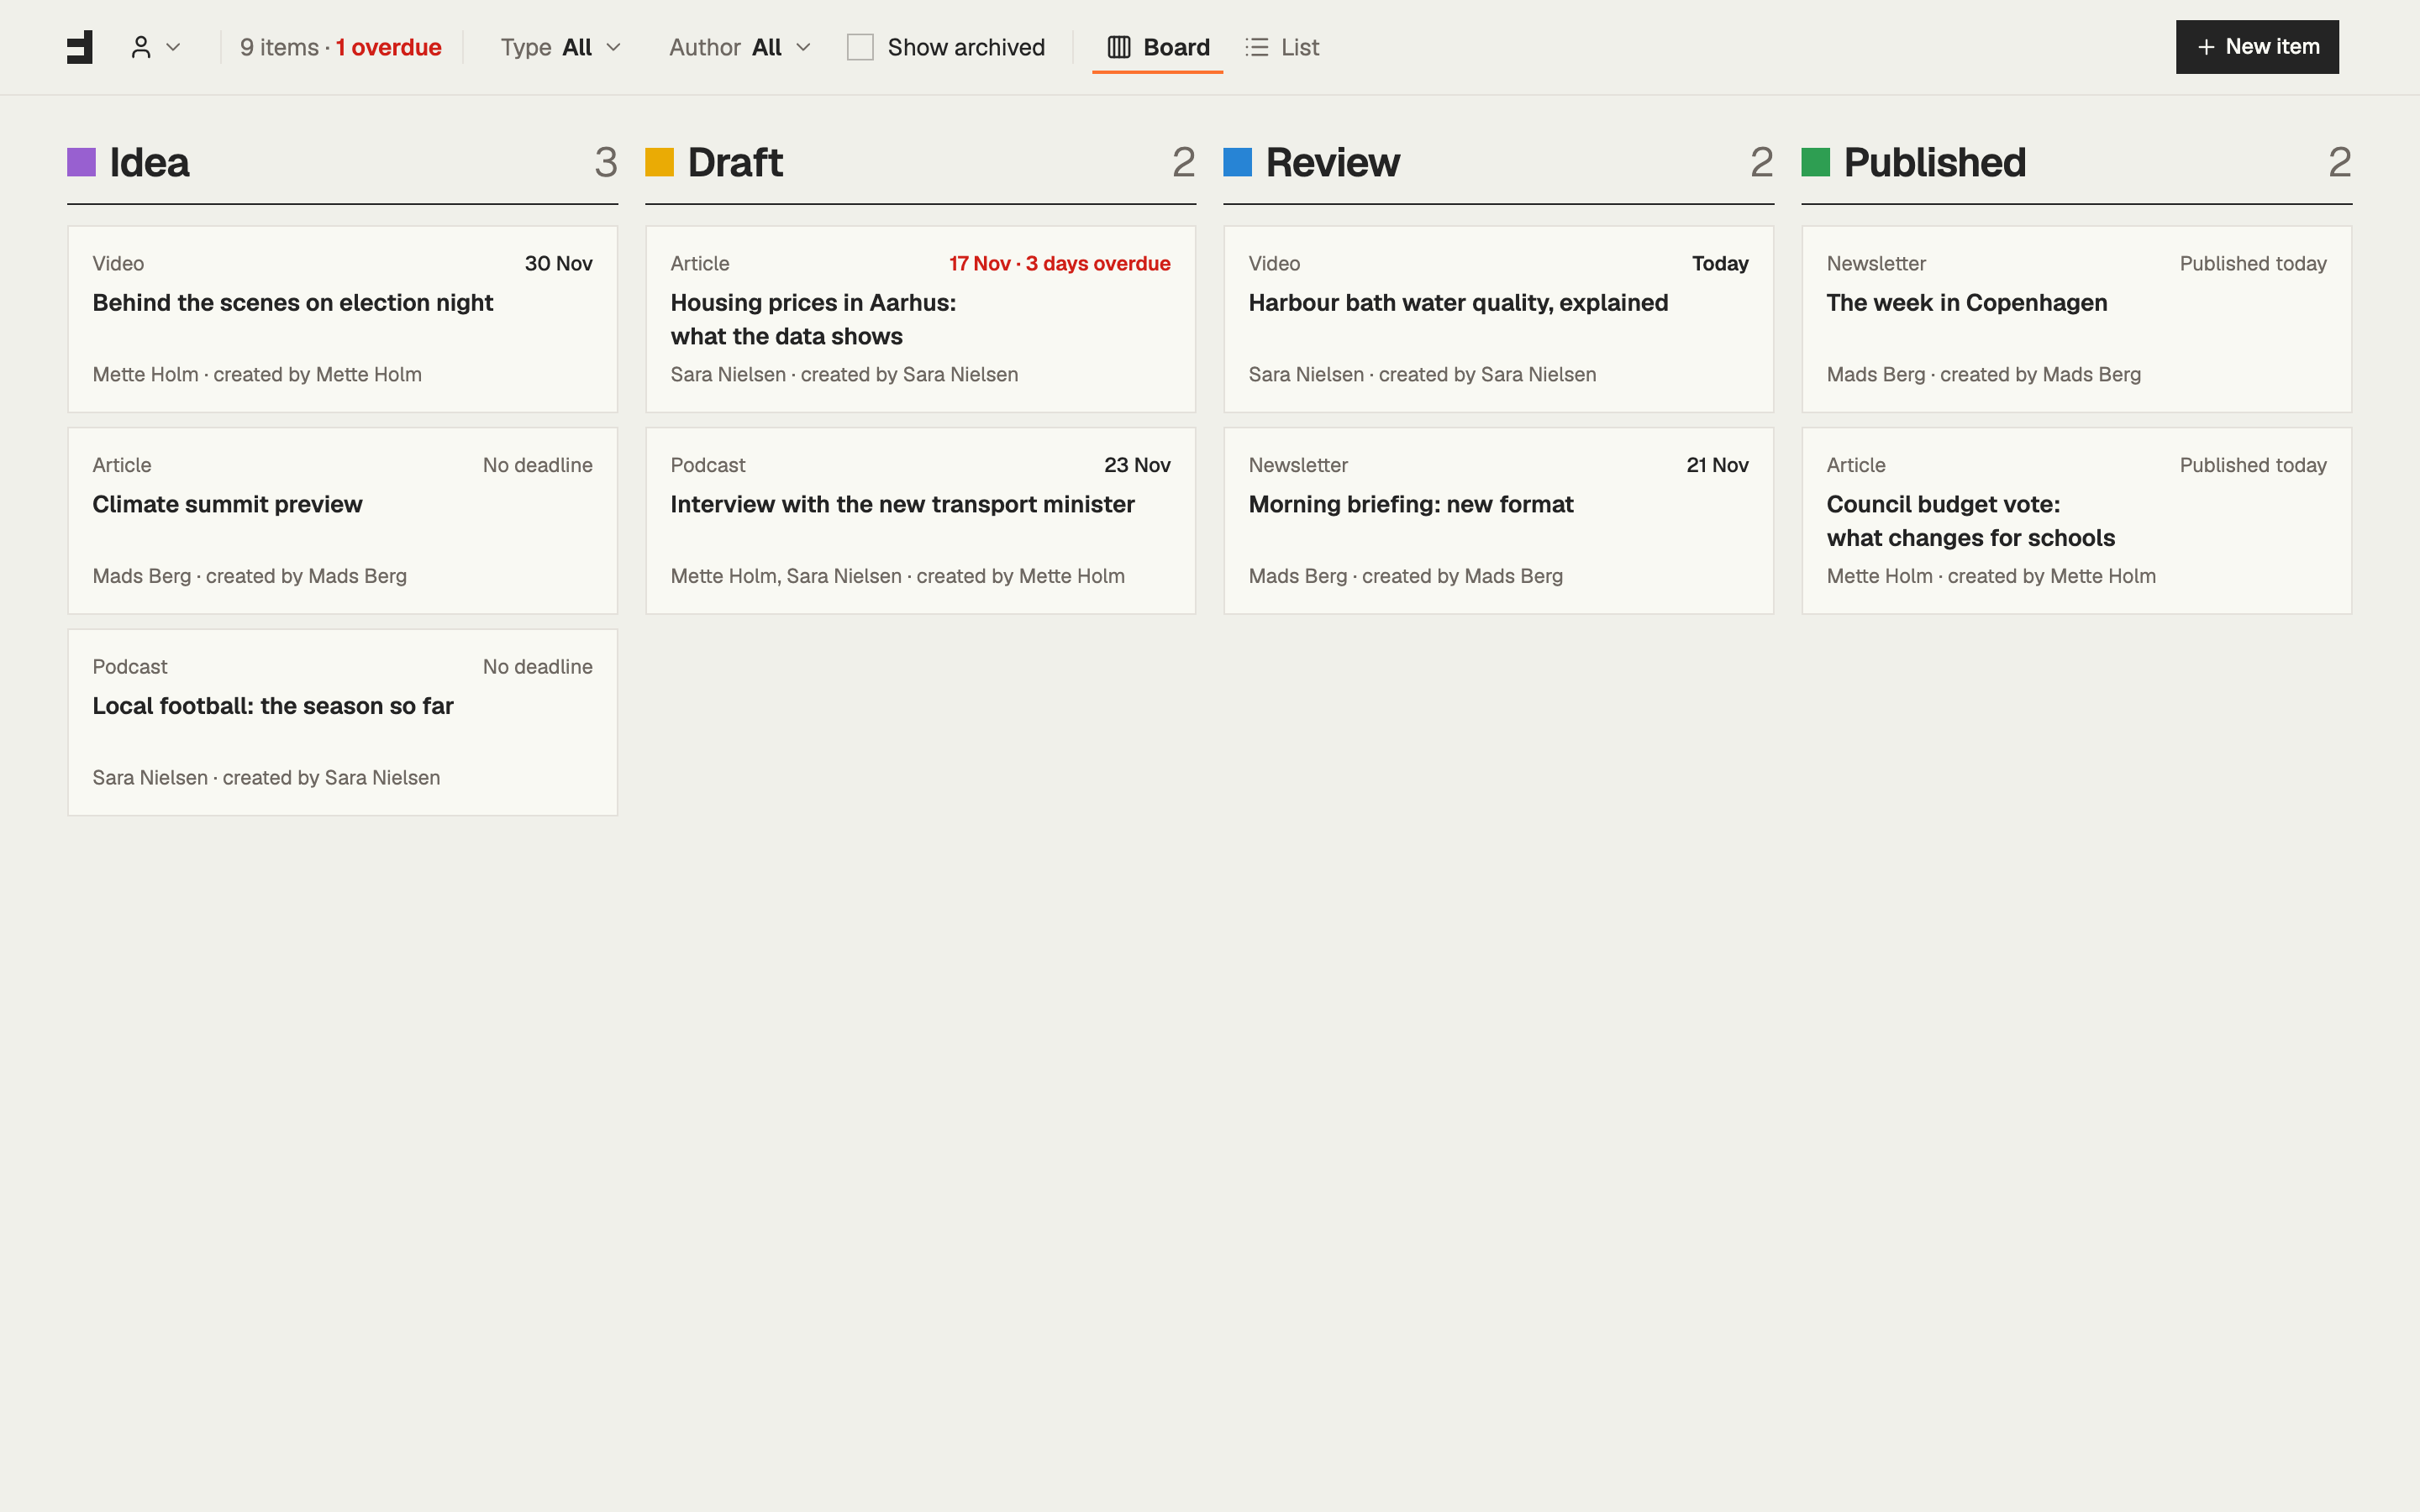 9 items · 1 overdue
Type All
Author All
Show archived
Board
List
+ New item
Idea 3
Video 30 Nov
Behind the scenes on election night
Mette Holm · created by Mette Holm
Article No deadline
Climate summit preview
Mads Berg · created by Mads Berg
Podcast No deadline
Local football: the season so far
Sara Nielsen · created by Sara Nielsen
Draft 2
Article 17 Nov · 3 days overdue
Housing prices in Aarhus:
what the data shows
Sara Nielsen · created by Sara Nielsen
Podcast 23 Nov
Interview with the new transport minister
Mette Holm, Sara Nielsen · created by Mette Holm
Review 2
Video Today
Harbour bath water quality, explained
Sara Nielsen · created by Sara Nielsen
Newsletter 21 Nov
Morning briefing: new format
Mads Berg · created by Mads Berg
Published 2
Newsletter Published today
The week in Copenhagen
Mads Berg · created by Mads Berg
Article Published today
Council budget vote:
what changes for schools
Mette Holm · created by Mette Holm